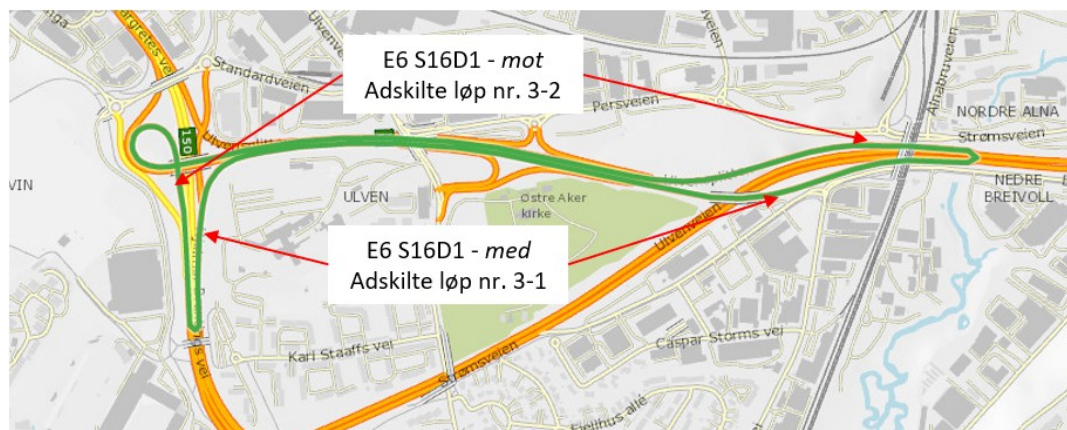 E6 S16D1 - mot
Adskilte løp nr. 3-2
Standardveien
Persveien
Alnabruveien
NORDRE ALNA
Strømsveien
150
VIN
ULVEN
Østre Aker
kirke
Ulvenveien
NEDRE
BREIVOLL
E6 S16D1 - med
Adskilte løp nr. 3-1
Karl Staaffs vei
Strømsveien
Caspar Storms vei
Fjellhus allé